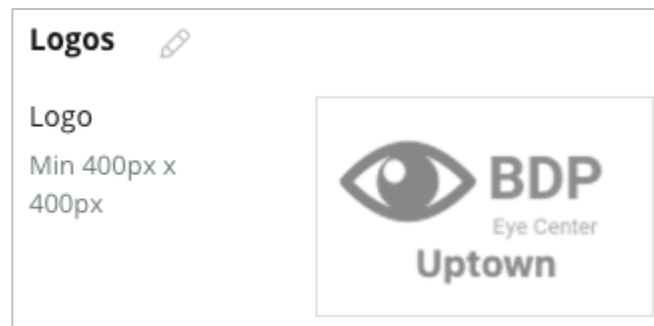 Logos
Logo
Min 400px x
400px
BDP
Eye Center
Uptown